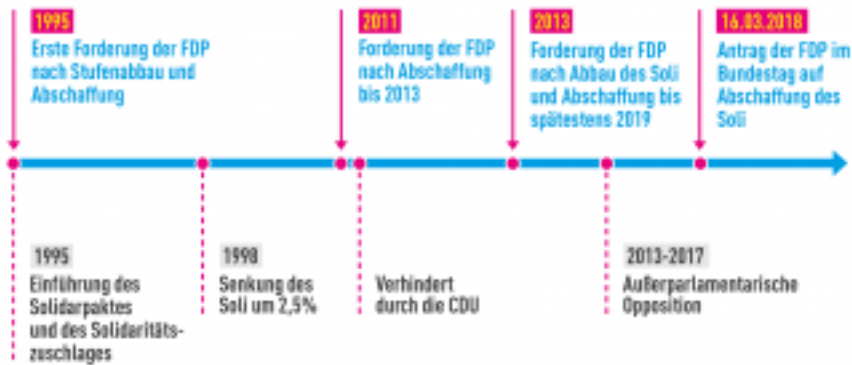 1995
Erste Forderung der FDP
nach Stufenabbau und
Abschaffung
2011
Forderung der FDP
nach Abschaffung
bis 2013
2013
Forderung der FDP
nach Abbau des Soli
und Abschaffung bis
spätestens 2019
16.03.2018
Antrag der FDP im
Bundestag auf
Abschaffung des
Soli
1995
Einführung des
Solidarpaktes
und des Solidaritäts-
zuschlages
1998
Senkung des
Soli um 2,5%
Verhindert
durch die CDU
2013-2017
Außerparlamentarische
Opposition